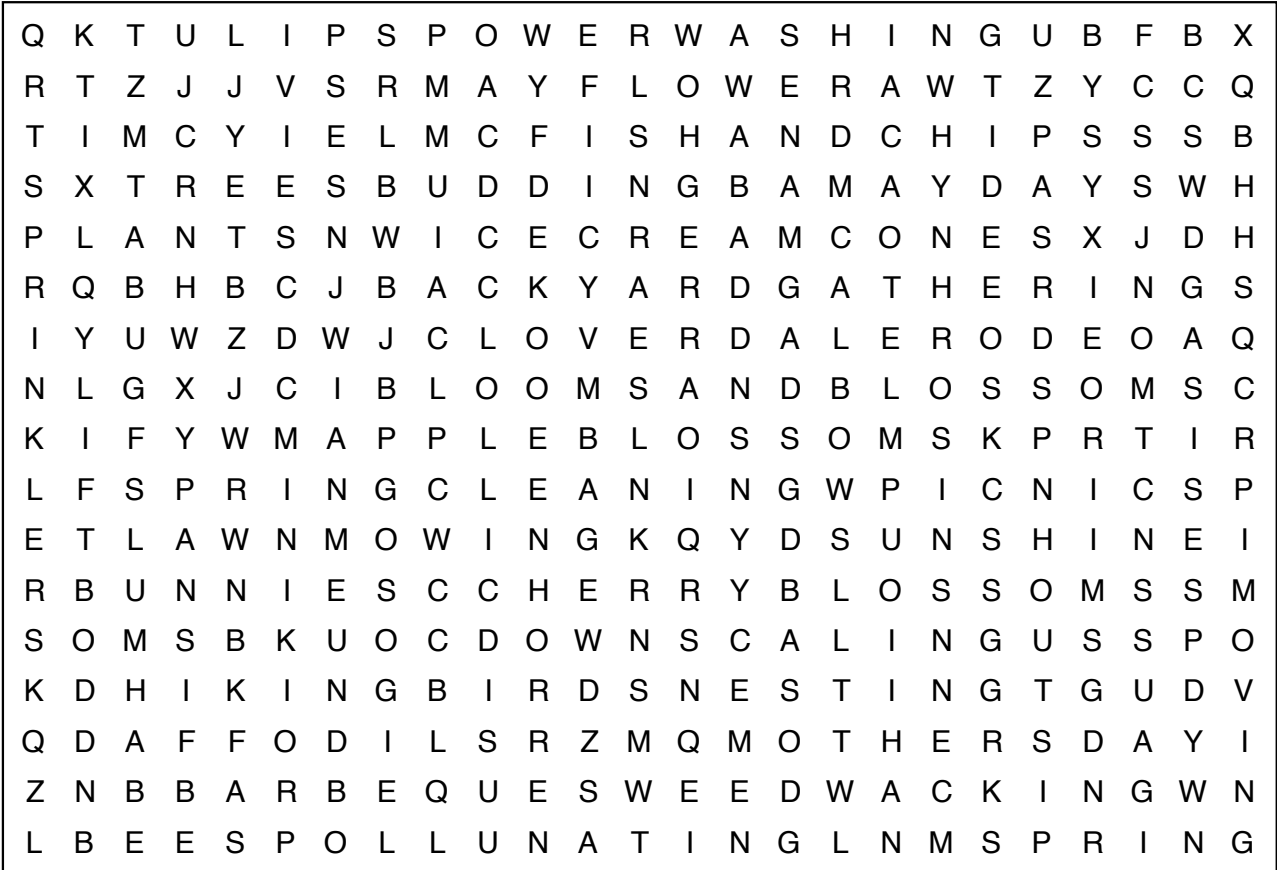 Q K T U L I P S P O W E R W A S H I N G U B F B X
R T Z J J V S R M A Y F L O W E R A W T Z Y C C Q
T I M C Y I E L M C F I S H A N D C H I P S S S B
S X T R E E S B U D D I N G B A M A Y D A Y S W H
P L A N T S N W I C E C R E A M C O N E S X J D H
R Q B H B C J B A C K Y A R D G A T H E R I N G S
I Y U W Z D W J C L O V E R D A L E R O D E O A Q
N L G X J C I B L O O M S A N D B L O S S O M S C
K I F Y W M A P P L E B L O S S O M S K P R T I R
L F S P R I N G C L E A N I N G W P I C N I C S P
E T L A W N M O W I N G K Q Y D S U N S H I N E I
R B U N N I E S C C H E R R Y B L O S S O M S S M
S O M S B K U O C D O W N S C A L I N G U S S P O
K D H I K I N G B I R D S N E S T I N G T G U D V
Q D A F F O D I L S R Z M Q M O T H E R S D A Y I
Z N B B A R B E Q U E S W E E D W A C K I N G W N
L B E E S P O L L U N A T I N G L N M S P R I N G